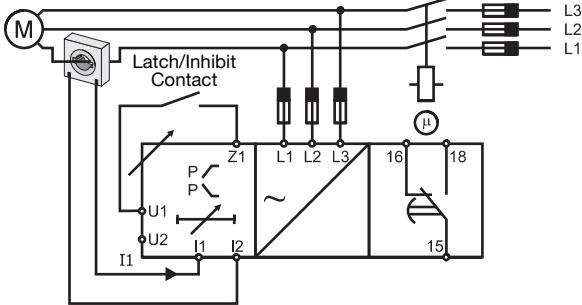 L3
M
L2
L1
Latch/Inhibit
Contact
μ
Z1
L1 L2 L3
16
18
P
P
~
U1
U2
I1
I2
I1
15